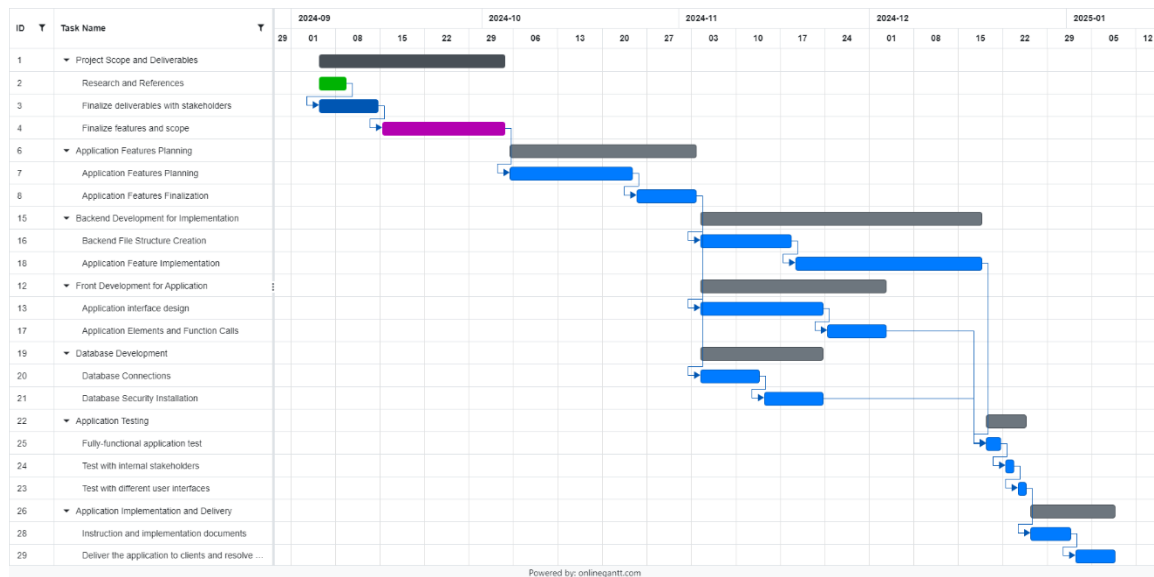 ID Task Name 2024-09 2024-10 2024-11 2024-12 2025-01
29 01 08 15 22 29 06 13 20 27 03 10 17 24 01 08 15 22 29 05 12
1 Project Scope and Deliverables
2 Research and References
3 Finalize deliverables with stakeholders
4 Finalize features and scope
6 Application Features Planning
7 Application Features Planning
8 Application Features Finalization
15 Backend Development for Implementation
16 Backend File Structure Creation
18 Application Feature Implementation
12 Front Development for Application
13 Application interface design
17 Application Elements and Function Calls
19 Database Development
20 Database Connections
21 Database Security Installation
22 Application Testing
25 Fully-functional application test
24 Test with internal stakeholders
23 Test with different user interfaces
26 Application Implementation and Delivery
28 Instruction and implementation documents
29 Deliver the application to clients and resolve ...
Powered by: onlinegantt.com